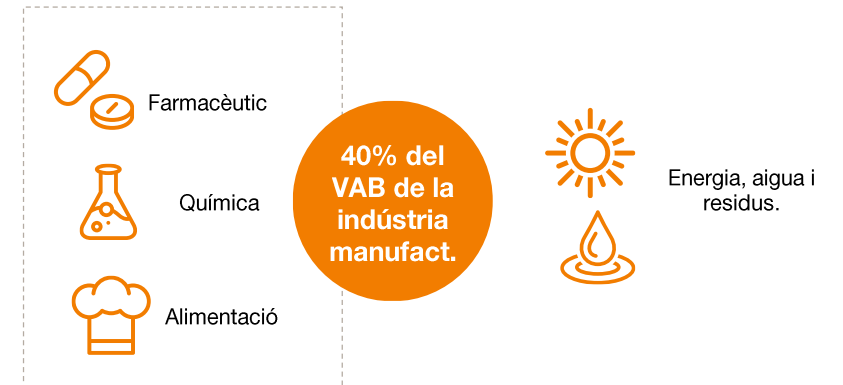 Farmacèutic
Química
Alimentació
40% del
VAB de la
indústria
manufact.
Energia, aigua i
residus.